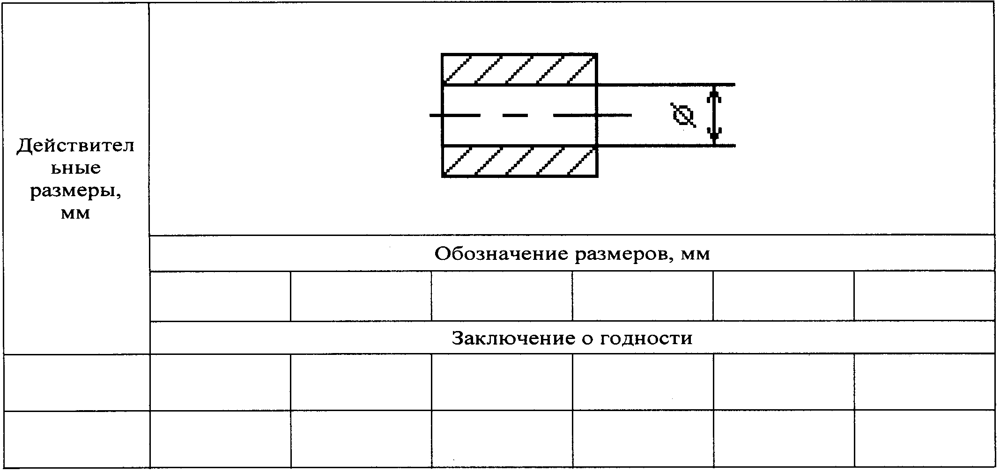 Действител
ьные
размеры,
мм
⌀
Обозначение размеров, мм
Заключение о годности